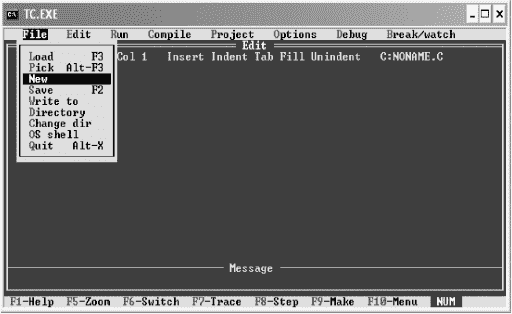 TC.EXE
File Edit Run Compile Project Options Debug Break/watch
Edit
Col 1 Insert Indent Tab Fill Unindent C:NONAME.C
Load F3
Pick Alt-F3
New
Save F2
Write to
Directory
Change dir
OS shell
Quit Alt-X
Message
F1-Help F5-Zoom F6-Switch F7-Trace F8-Step F9-Make F10-Menu NUM